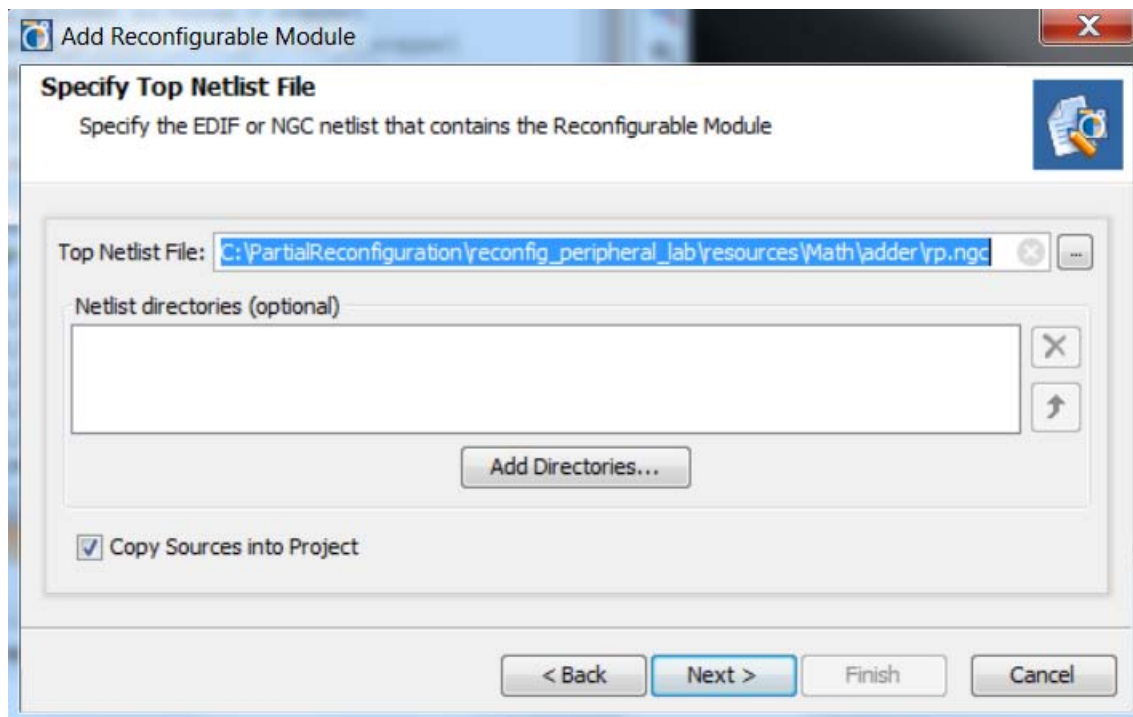 Add Reconfigurable Module
X
Specify Top Netlist File
Specify the EDIF or NGC netlist that contains the Reconfigurable Module
Top Netlist File: C:\PartialReconfiguration\reconfig_peripheral_lab\resources\Math\adder\rp.ngc ...
Netlist directories (optional)
Add Directories...
Copy Sources into Project
< Back Next > Finish Cancel